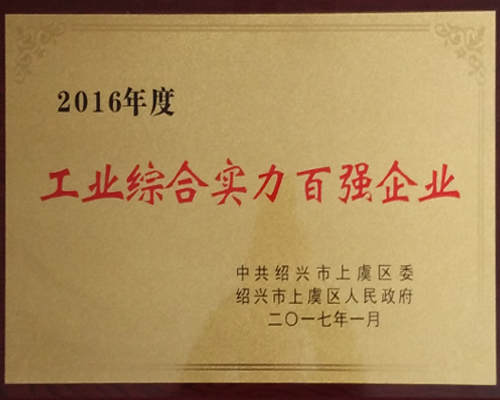 2016年度
工业综合实力百强企业
中共绍兴市上虞区委
绍兴市上虞区人民政府
二〇一七年一月